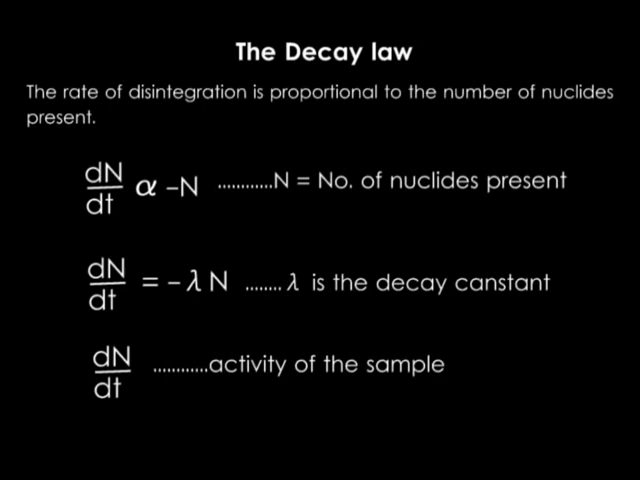 The Decay law
The rate of disintegration is proportional to the number of nuclides
present.
dN/dt α -N ............N = No. of nuclides present
dN/dt = - λ N ........ λ is the decay canstant
dN/dt ............activity of the sample